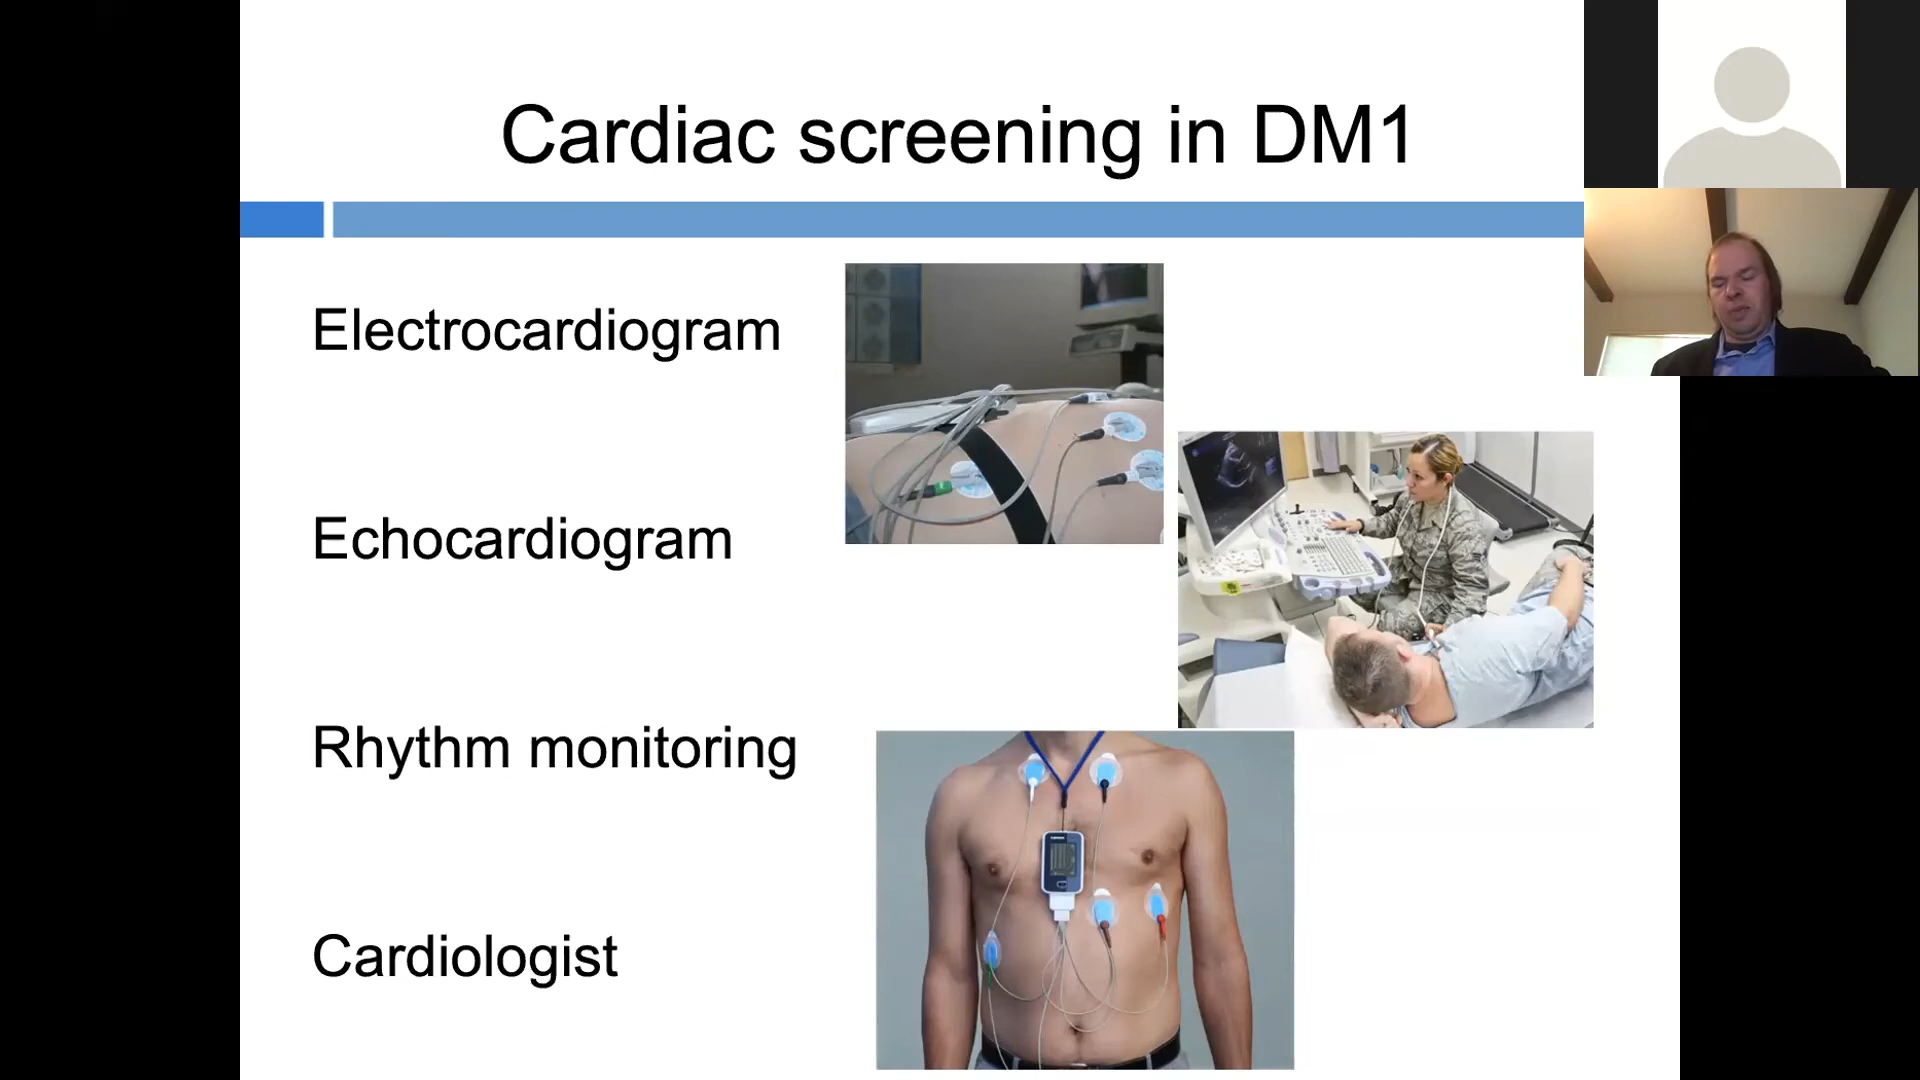 Cardiac screening in DM1
Electrocardiogram
Echocardiogram
Rhythm monitoring
Cardiologist